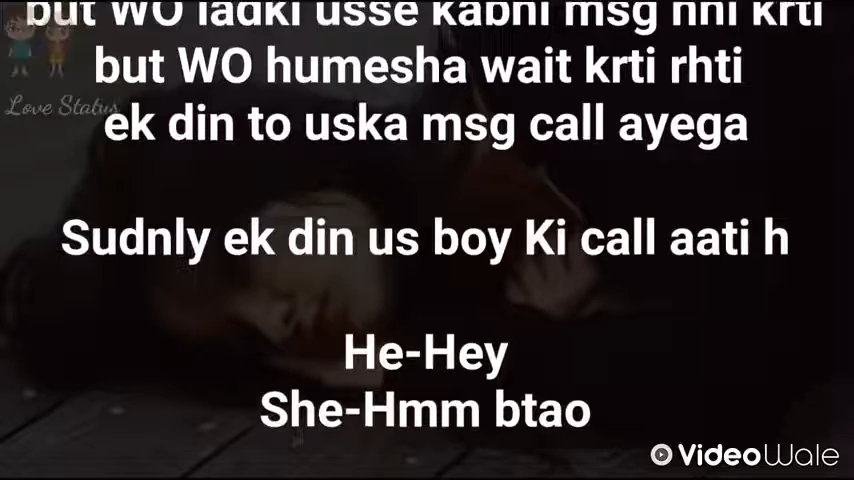 but WO ladki usse kabhi msg nhi krti
but WO humesha wait krti rhti
ek din to uska msg call ayega
Sudnly ek din us boy Ki call aati h
He-Hey
She-Hmm btao
Love Status
VideoWale